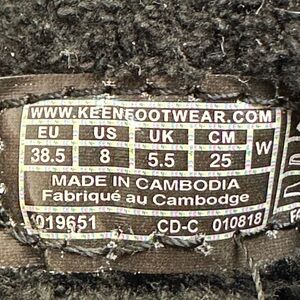 WWW.KEENFOOTWEAR.COM
EU US UK CM W
38.5 8 5.5 25
MADE IN CAMBODIA
Fabriqué au Cambodge
1019651 CD-C 010818